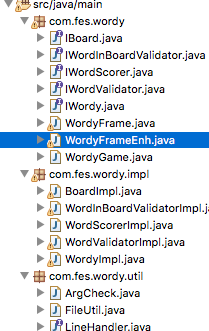 src/java/main
com.fes.wordy
IBoard.java
IWordInBoardValidator.java
IWordScorer.java
IWordValidator.java
IWordy.java
WordyFrame.java
WordyFrameEnh.java
WordyGame.java
com.fes.wordy.impl
BoardImpl.java
WordInBoardValidatorImpl.j
WordScorerImpl.java
WordValidatorImpl.java
WordyImpl.java
com.fes.wordy.util
ArgCheck.java
FileUtil.java
LineHandler.java